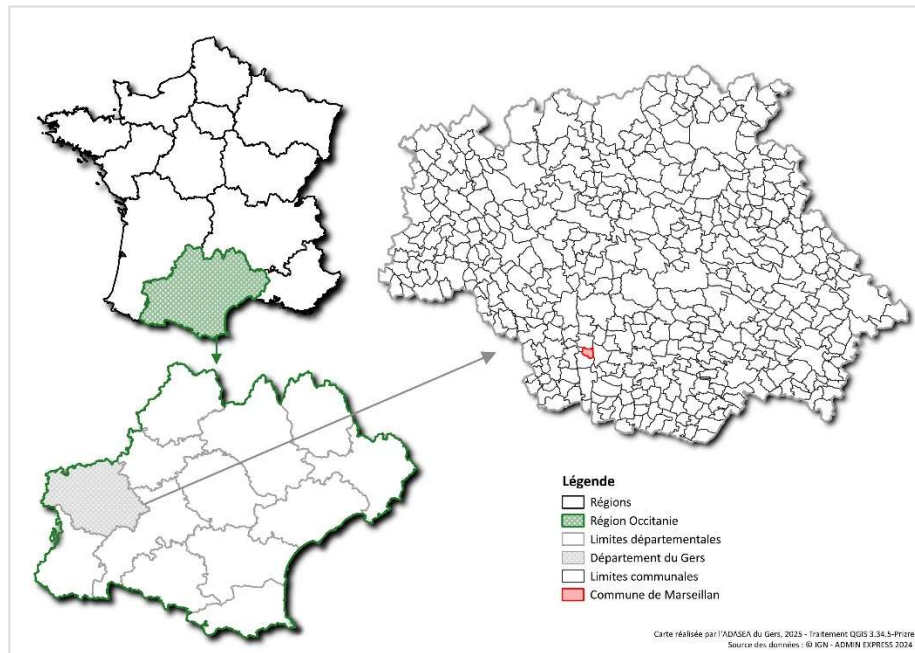 Légende
Régions
Région Occitanie
Limites départementales
Département du Gers
Limites communales
Commune de Marseillan
Carte réalisée par l'ADASEA du Gers, 2025 - Traitement QGIS 3.34.5-Prizre
Source des données : © IGN - ADMIN EXPRESS 2024